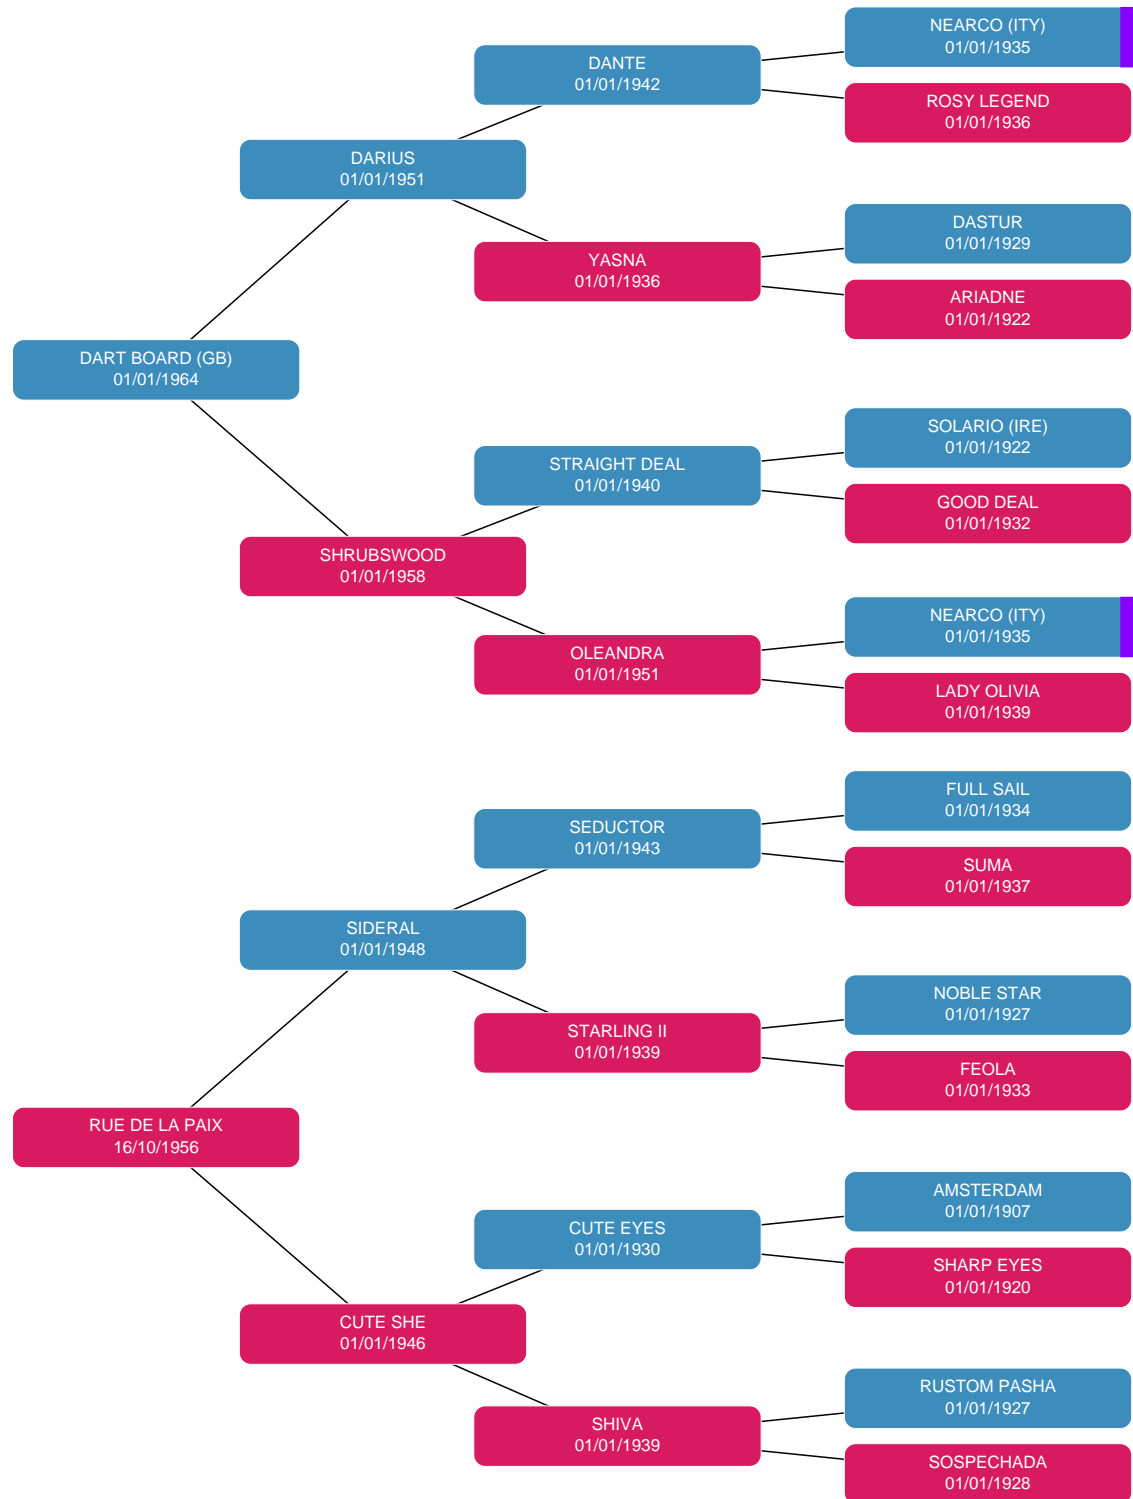 NEARCO (ITY)
01/01/1935
DANTE
01/01/1942
ROSY LEGEND
01/01/1936
DARIUS
01/01/1951
DASTUR
01/01/1929
YASNA
01/01/1936
ARIADNE
01/01/1922
DART BOARD (GB)
01/01/1964
SOLARIO (IRE)
01/01/1922
STRAIGHT DEAL
01/01/1940
GOOD DEAL
01/01/1932
SHRUBSWOOD
01/01/1958
NEARCO (ITY)
01/01/1935
OLEANDRA
01/01/1951
LADY OLIVIA
01/01/1939
FULL SAIL
01/01/1934
SEDUCTOR
01/01/1943
SUMA
01/01/1937
SIDERAL
01/01/1948
NOBLE STAR
01/01/1927
STARLING II
01/01/1939
FEOLA
01/01/1933
RUE DE LA PAIX
16/10/1956
AMSTERDAM
01/01/1907
CUTE EYES
01/01/1930
SHARP EYES
01/01/1920
CUTE SHE
01/01/1946
RUSTOM PASHA
01/01/1927
SHIVA
01/01/1939
SOSPECHADA
01/01/1928